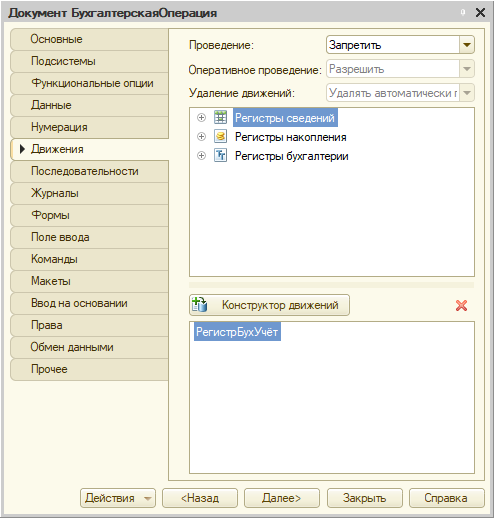 Документ БухгалтерскаяОперация
Основные
Подсистемы
Функциональные опции
Данные
Нумерация
Движения
Последовательности
Журналы
Формы
Поле ввода
Команды
Макеты
Ввод на основании
Права
Обмен данными
Прочее
Проведение: Запретить
Оперативное проведение: Разрешить
Удаление движений: Удалять автоматически г
Регистры сведений
Регистры накопления
Регистры бухгалтерии
Конструктор движений
РегистрБухУчёт
Действия <Назад Далее> Закрыть Справка